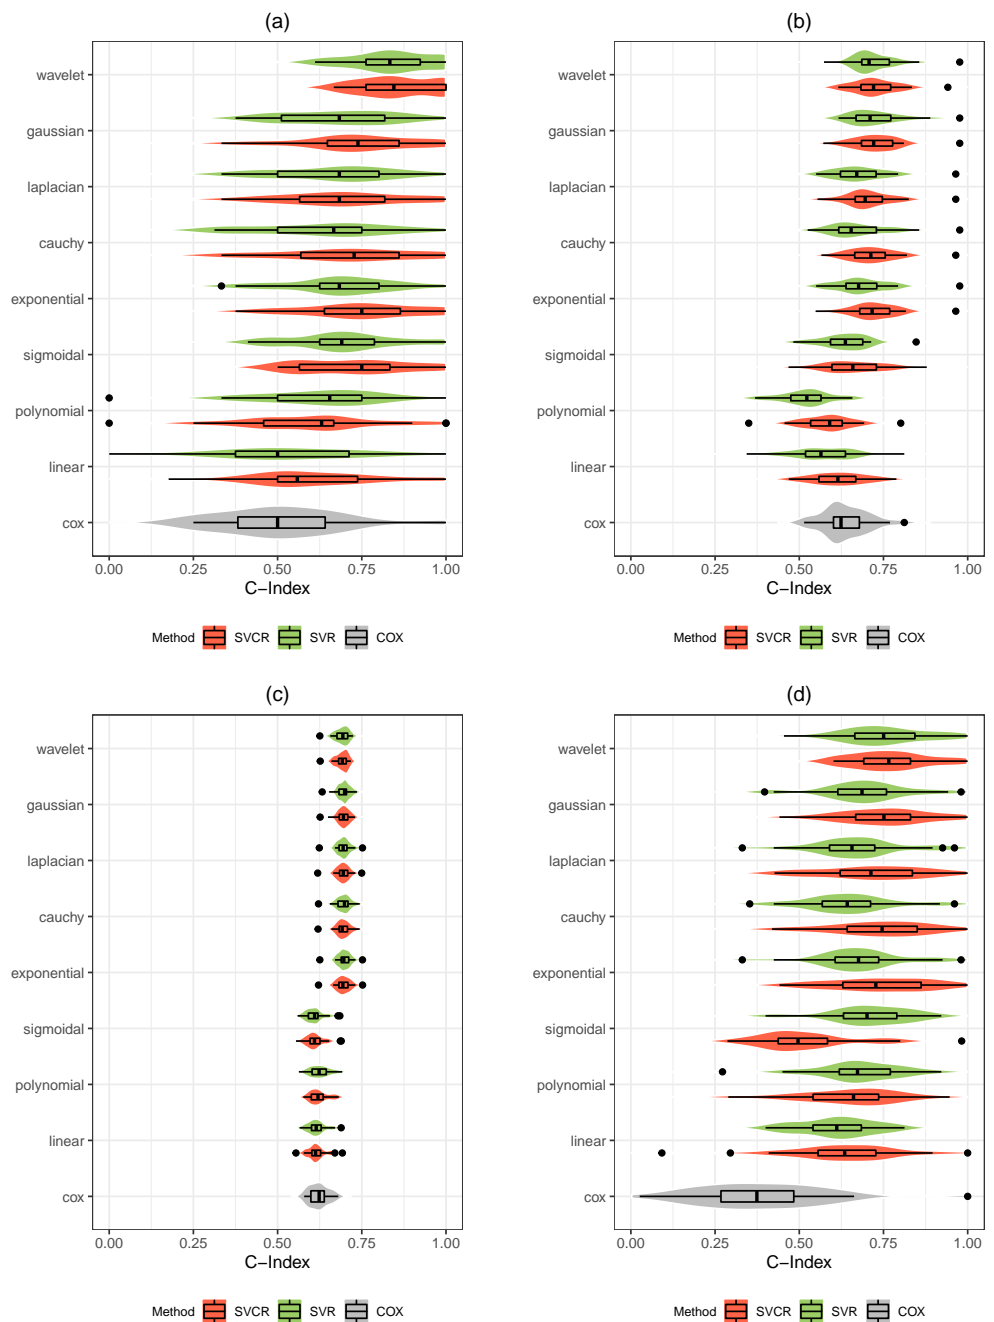 (a)
wavelet
gaussian
laplacian
cauchy
exponential
sigmoidal
polynomial
linear
cox
0.00 0.25 0.50 0.75 1.00
C−Index
Method SVCR SVR COX
(b)
wavelet
gaussian
laplacian
cauchy
exponential
sigmoidal
polynomial
linear
cox
0.00 0.25 0.50 0.75 1.00
C−Index
Method SVCR SVR COX
(c)
wavelet
gaussian
laplacian
cauchy
exponential
sigmoidal
polynomial
linear
cox
0.00 0.25 0.50 0.75 1.00
C−Index
Method SVCR SVR COX
(d)
wavelet
gaussian
laplacian
cauchy
exponential
sigmoidal
polynomial
linear
cox
0.00 0.25 0.50 0.75 1.00
C−Index
Method SVCR SVR COX